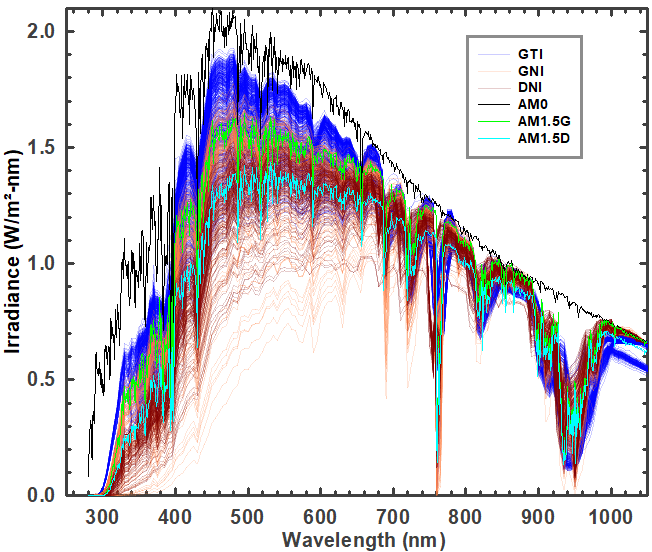 2.0
1.5
1.0
0.5
0.0
Irradiance (W/m²-nm)
GTI
GNI
DNI
AM0
AM1.5G
AM1.5D
300 400 500 600 700 800 900 1000
Wavelength (nm)